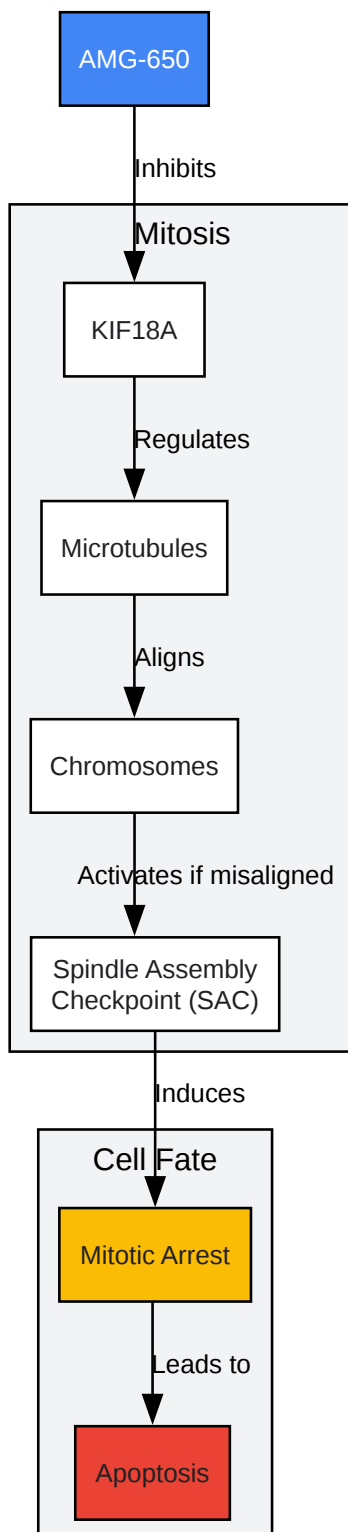 AMG-650
Inhibits
Mitosis
KIF18A
Regulates
Microtubules
Aligns
Chromosomes
Activates if misaligned
Spindle Assembly
Checkpoint (SAC)
Induces
Cell Fate
Mitotic Arrest
Leads to
Apoptosis